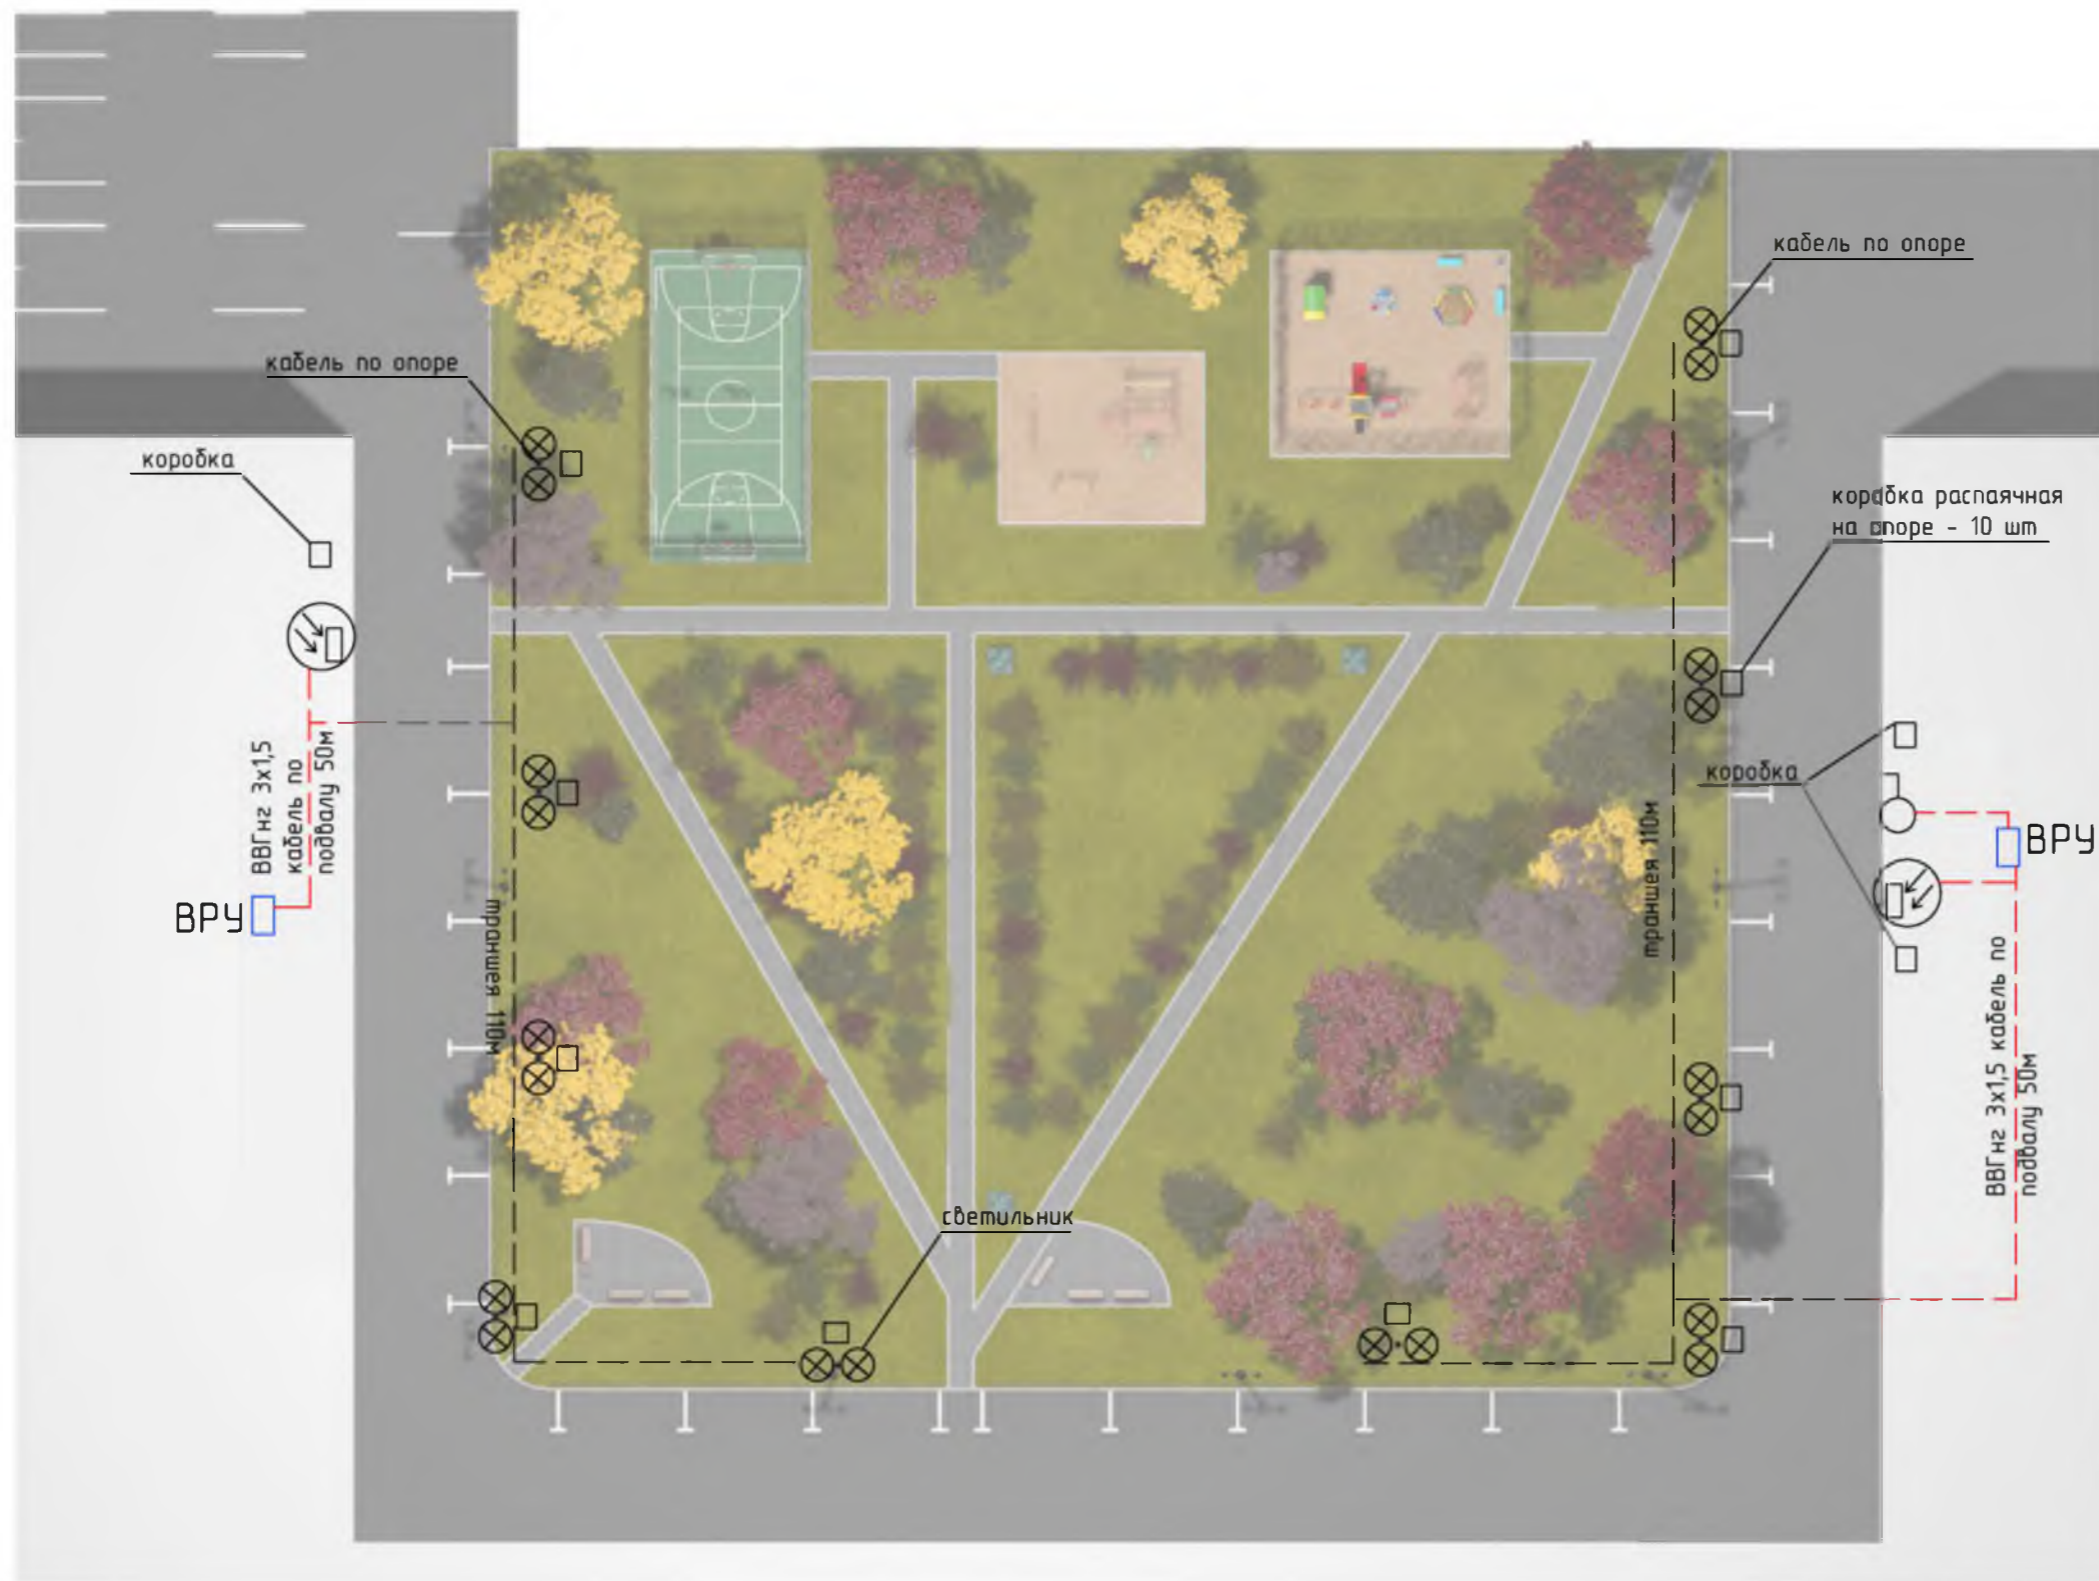 кабель по опоре
кабель по опоре
коробка
коробка распаячная
на опоре - 10 шт
ВВГнг 3х1,5
кабель по
подвалу 50м
ВРУ
коробка
ВРУ
траншея 110м
траншея 110м
ВВГнг 3х1,5 кабель по
подвалу 50м
светильник